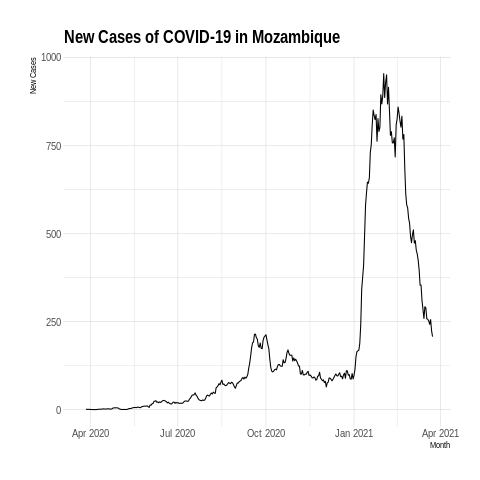 New Cases of COVID-19 in Mozambique
New Cases
1000
750
500
250
0
Apr 2020
Jul 2020
Oct 2020
Jan 2021
Apr 2021
Month